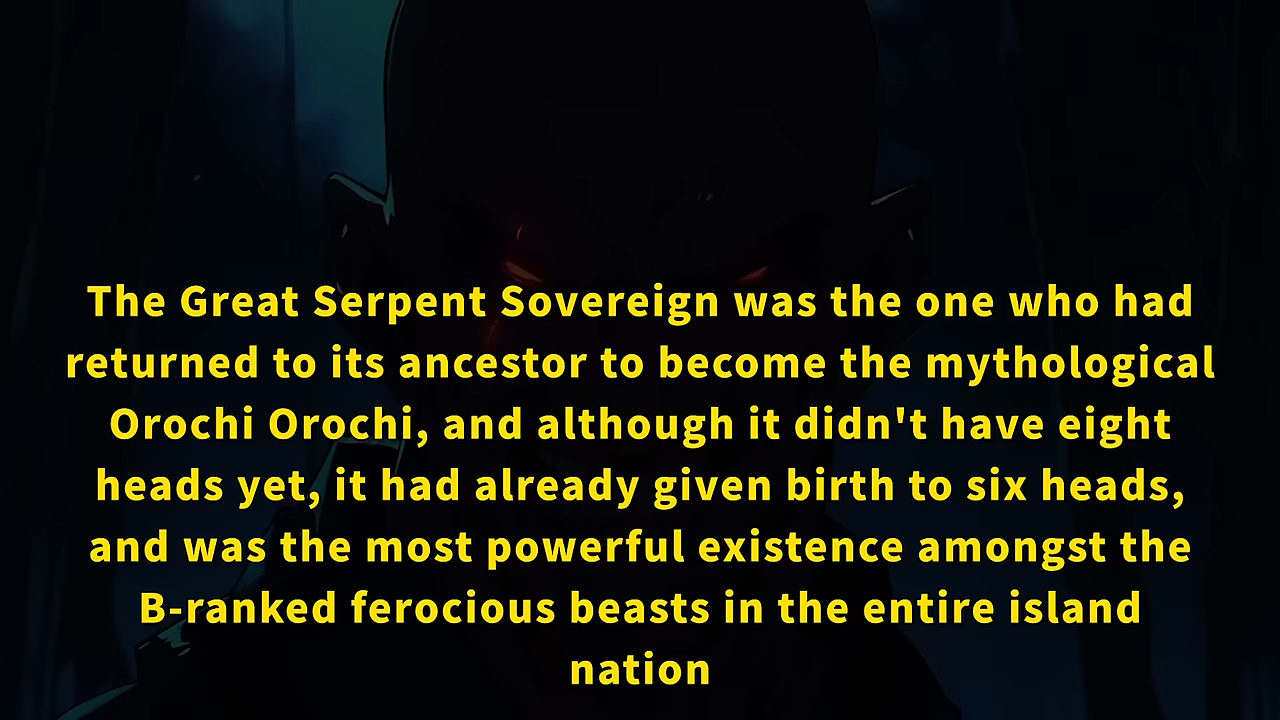 The Great Serpent Sovereign was the one who had
returned to its ancestor to become the mythological
Orochi Orochi, and although it didn't have eight
heads yet, it had already given birth to six heads,
and was the most powerful existence amongst the
B-ranked ferocious beasts in the entire island
nation